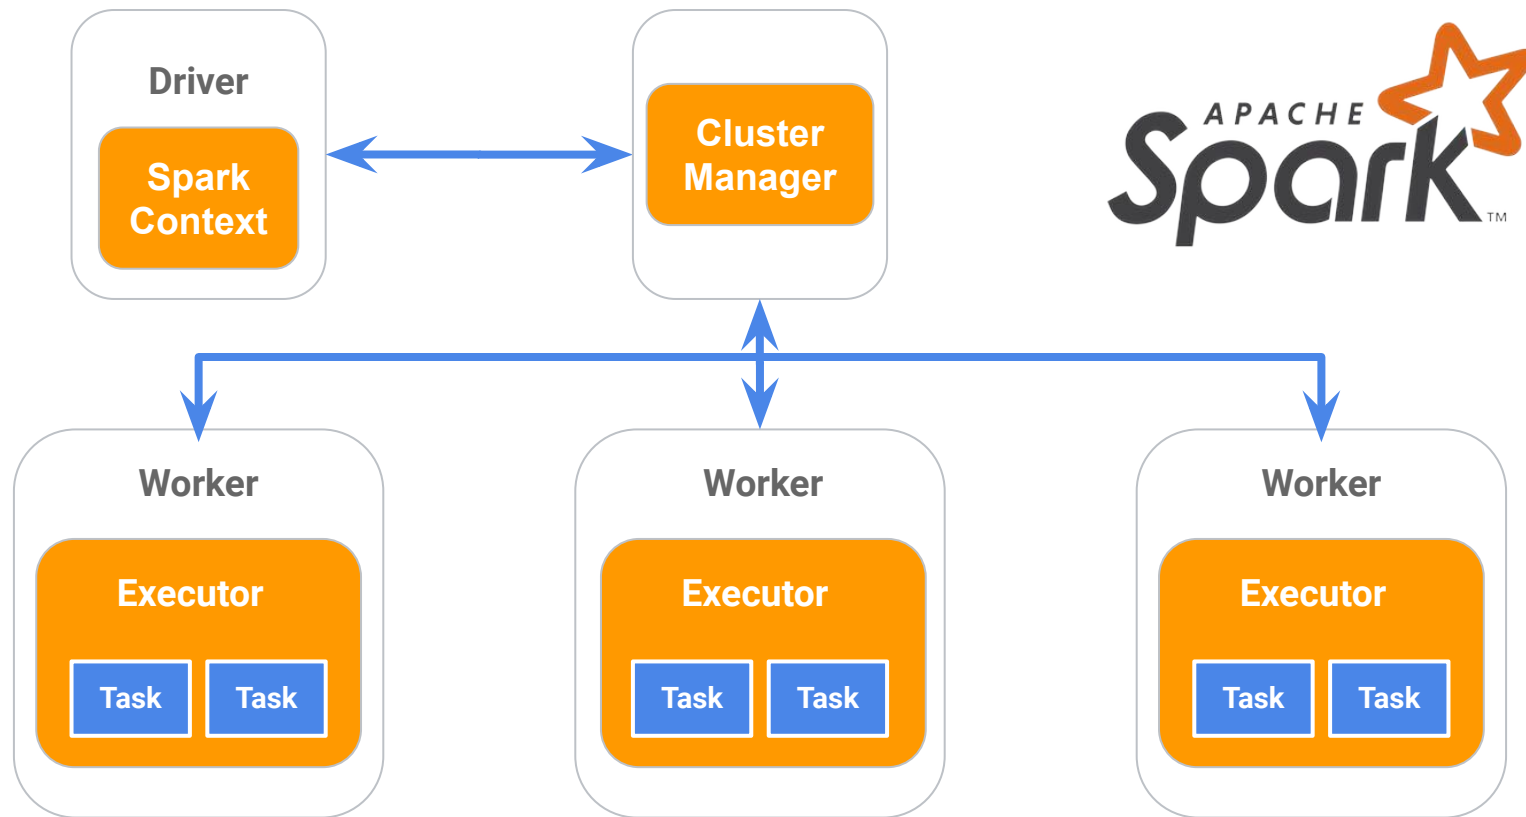 Driver
Spark
Context
Cluster
Manager
APACHE
Spark
TM
Worker
Executor
Task
Task
Worker
Executor
Task
Task
Worker
Executor
Task
Task